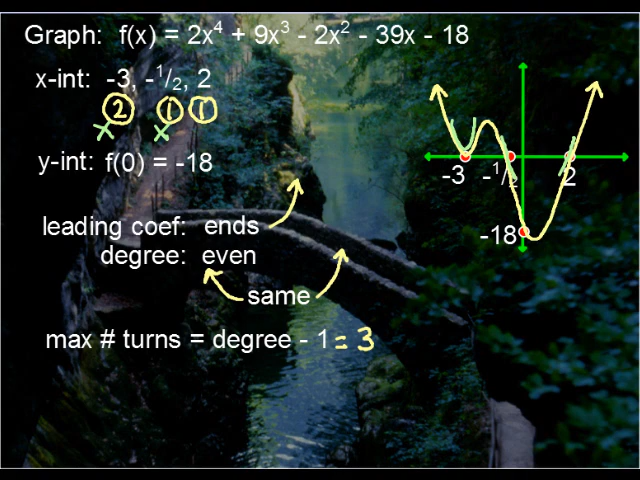 Graph: f(x) = 2x⁴ + 9x³ - 2x² - 39x - 18
x-int: -3, -¹/₂, 2
2 1 1
x x
y-int: f(0) = -18
leading coef: ends
degree: even
same
max # turns = degree - 1 = 3
-3 -¹/₂ 2
-18